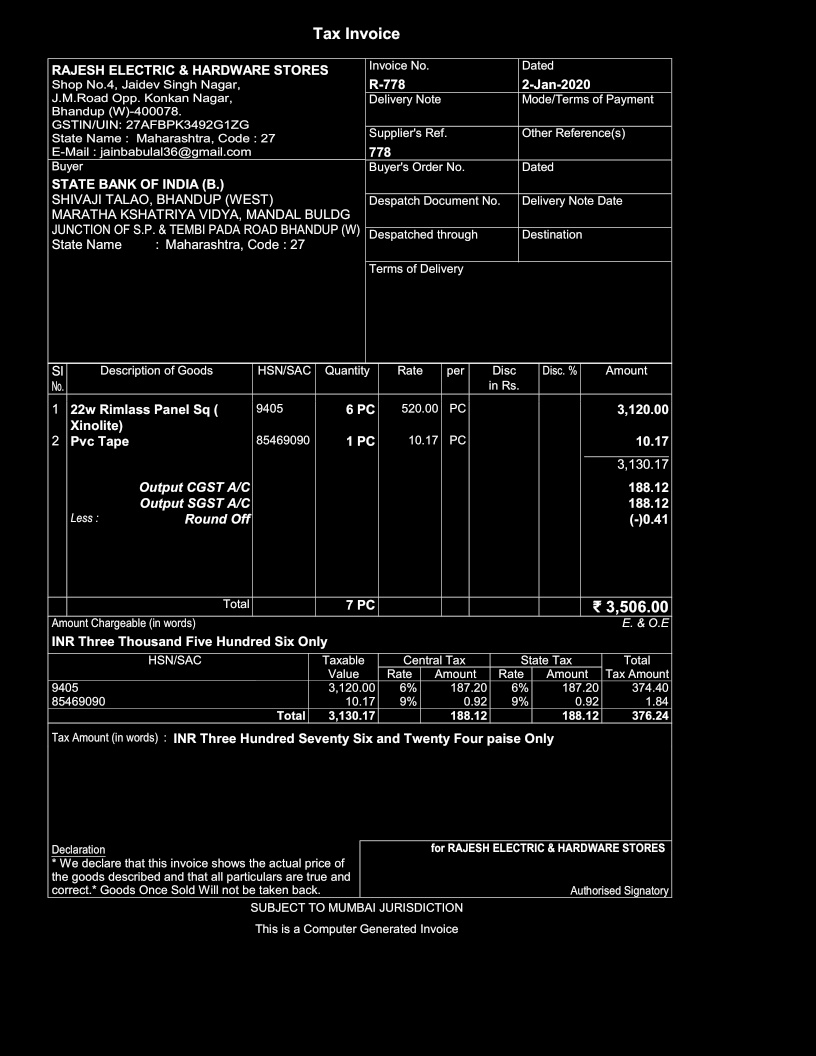 Tax Invoice
RAJESH ELECTRIC & HARDWARE STORES
Shop No.4, Jaidev Singh Nagar,
J.M.Road Opp. Konkan Nagar,
Bhandup (W)-400078.
GSTIN/UIN: 27AFBPK3492G1ZG
State Name : Maharashtra, Code : 27
E-Mail : jainbabulal36@gmail.com
Invoice No.
R-778
Dated
2-Jan-2020
Delivery Note
Mode/Terms of Payment
Supplier's Ref.
778
Other Reference(s)
Buyer
STATE BANK OF INDIA (B.)
SHIVAJI TALAO, BHANDUP (WEST)
MARATHA KSHATRIYA VIDYA, MANDAL BULDG
JUNCTION OF S.P. & TEMBI PADA ROAD BHANDUP (W)
State Name : Maharashtra, Code : 27
Buyer's Order No.
Dated
Despatch Document No.
Delivery Note Date
Despatched through
Destination
Terms of Delivery
Sl No. Description of Goods HSN/SAC Quantity Rate per Disc in Rs. Disc. % Amount
1 22w Rimlass Panel Sq ( 9405 6 PC 520.00 PC 3,120.00
Xinolite)
2 Pvc Tape 85469090 1 PC 10.17 PC 10.17
3,130.17
Output CGST A/C 188.12
Output SGST A/C 188.12
Less : Round Off (-)0.41
Total 7 PC ₹ 3,506.00
Amount Chargeable (in words) E. & O.E
INR Three Thousand Five Hundred Six Only
HSN/SAC Taxable Value Central Tax Rate Amount State Tax Rate Amount Total Tax Amount
9405 3,120.00 6% 187.20 6% 187.20 374.40
85469090 10.17 9% 0.92 9% 0.92 1.84
Total 3,130.17 188.12 188.12 376.24
Tax Amount (in words) : INR Three Hundred Seventy Six and Twenty Four paise Only
Declaration
* We declare that this invoice shows the actual price of
the goods described and that all particulars are true and
correct.* Goods Once Sold Will not be taken back.
for RAJESH ELECTRIC & HARDWARE STORES
Authorised Signatory
SUBJECT TO MUMBAI JURISDICTION
This is a Computer Generated Invoice